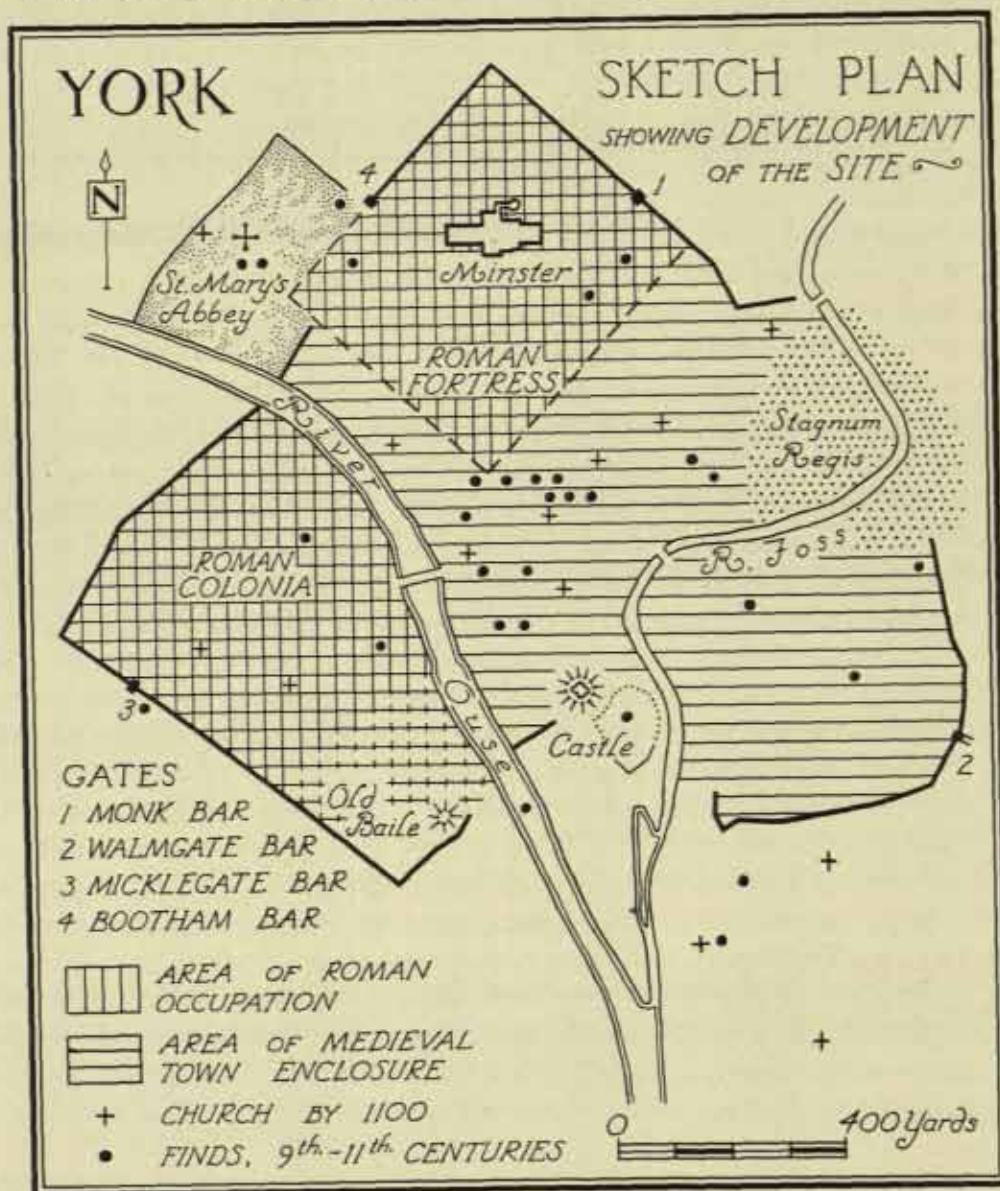 YORK
SKETCH PLAN
SHOWING DEVELOPMENT
OF THE SITE
N
4
1
St. Mary's
Abbey
Minster
ROMAN
FORTRESS
River
Stagnum
Regis
R. Foss
ROMAN
COLONIA
3
Ouse
Castle
2
Old
Baile
GATES
1 MONK BAR
2 WALMGATE BAR
3 MICKLEGATE BAR
4 BOOTHAM BAR
AREA OF ROMAN
OCCUPATION
AREA OF MEDIEVAL
TOWN ENCLOSURE
CHURCH BY 1100
FINDS, 9th.-11th. CENTURIES
0 400 Yards